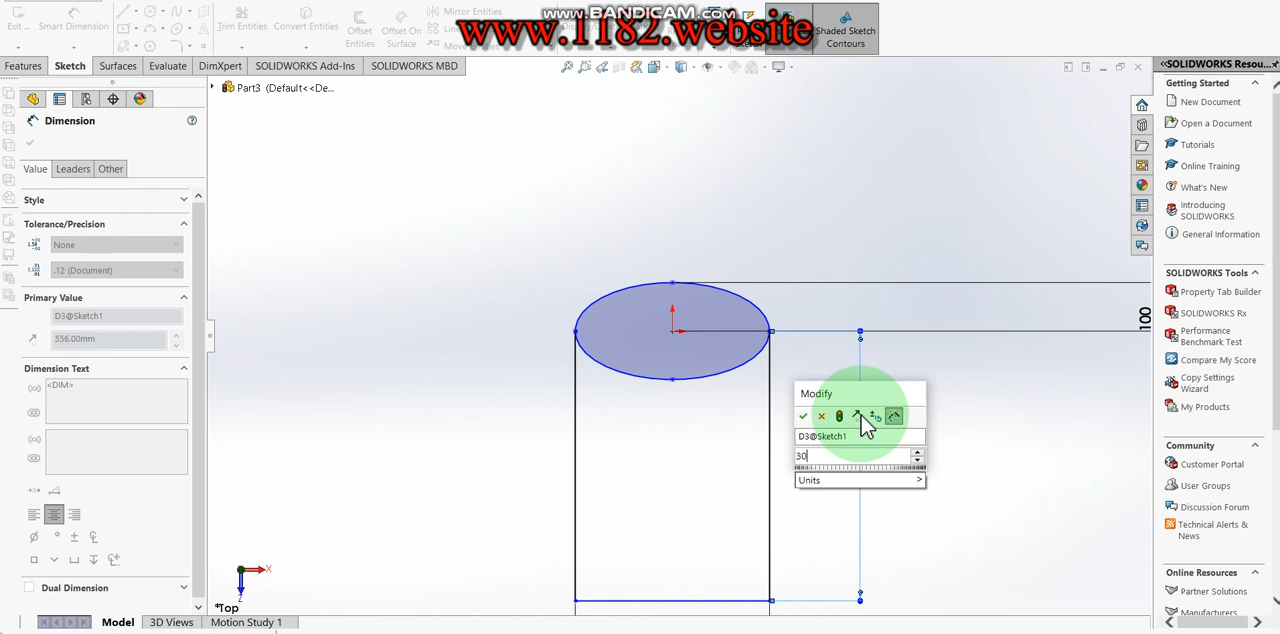 www.BANDICAM.com
www.1182.website
Exit...
Smart Dimension
Trim Entities
Convert Entities
Offset
Entities
Offset On
Surface
Mirror Entities
Shaded Sketch
Contours
Features
Sketch
Surfaces
Evaluate
DimXpert
SOLIDWORKS Add-Ins
SOLIDWORKS MBD
Part3 (Default<<De...
Dimension
Value
Leaders
Other
Style
Tolerance/Precision
None
.12 (Document)
Primary Value
D3@Sketch1
556.00mm
Dimension Text
<DIM>
Dual Dimension
100
Modify
D3@Sketch1
30
Units
X
Z
*Top
Model
3D Views
Motion Study 1
SOLIDWORKS Resou...
Getting Started
New Document
Open a Document
Tutorials
Online Training
What's New
Introducing
SOLIDWORKS
General Information
SOLIDWORKS Tools
Property Tab Builder
SOLIDWORKS Rx
Performance
Benchmark Test
Compare My Score
Copy Settings
Wizard
My Products
Community
Customer Portal
User Groups
Discussion Forum
Technical Alerts &
News
Online Resources
Partner Solutions
Manufacturers